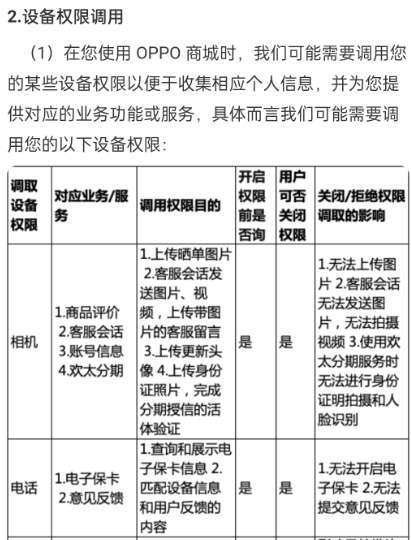 2.设备权限调用
（1）在您使用 OPPO 商城时，我们可能需要调用您
的某些设备权限以便于收集相应个人信息，并为您提
供对应的业务功能或服务，具体而言我们可能需要调
用您的以下设备权限：
调取
设备
权限
对应业务/服
务
调用权限目的
开启
权限
前是
否询
用户
可否
关闭
权限
关闭/拒绝权限
调取的影响
相机
1.商品评价
2.客服会话
3.账号信息
4.欢太分期
1.上传晒单图片
2.客服会话发
送图片、视
频，上传带图
片的客服留言
3.上传更新头
像 4.上传身份
证照片，完成
分期授信的活
体验证
是
是
1.无法上传图
片 2.客服会话
无法发送图
片，无法拍摄
视频 3.使用欢
太分期服务时
无法进行身份
证明拍摄和人
脸识别
电话
1.电子保卡
2.意见反馈
1.查询和展示电
子保卡信息 2.
匹配设备信息
和用户反馈的
内容
是
是
1.无法开启电
子保卡 2.无法
提交意见反馈